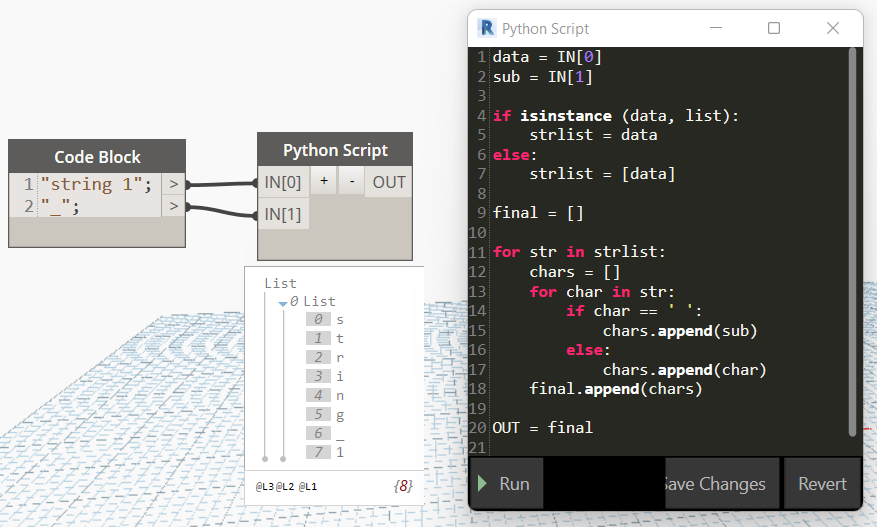 Code Block
1 "string 1"; >
2 "_"; >
Python Script
IN[0] + - OUT
IN[1]
List
0 List
0 s
1 t
2 r
3 i
4 n
5 g
6 _
7 1
@L3 @L2 @L1 {8}
R Python Script
1 data = IN[0]
2 sub = IN[1]
3
4 if isinstance (data, list):
5     strlist = data
6 else:
7     strlist = [data]
8
9 final = []
10
11 for str in strlist:
12     chars = []
13     for char in str:
14         if char == ' ':
15             chars.append(sub)
16         else:
17             chars.append(char)
18     final.append(chars)
19
20 OUT = final
21
Run Save Changes Revert